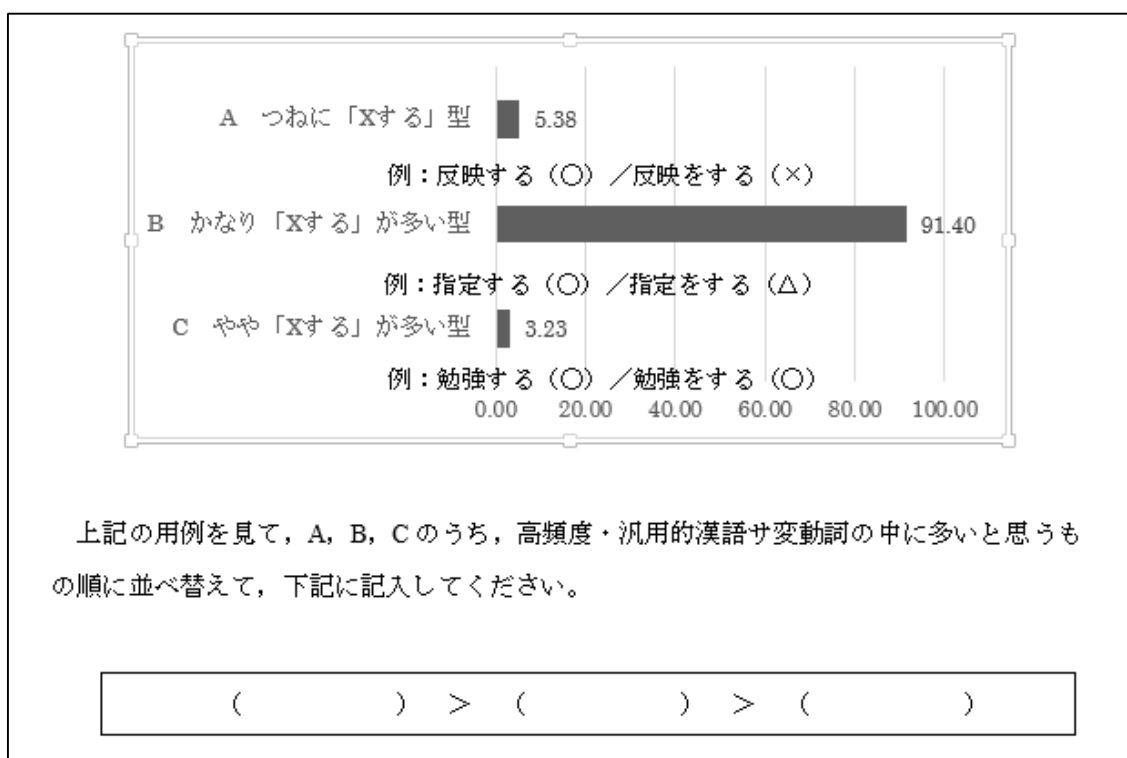 A　つねに「Xする」型　5.38
例：反映する（○）／反映をする（×）
B　かなり「Xする」が多い型　91.40
例：指定する（○）／指定をする（△）
C　やや「Xする」が多い型　3.23
例：勉強する（○）／勉強をする（○）
0.00　20.00　40.00　60.00　80.00　100.00
上記の用例を見て，A，B，C のうち，高頻度・汎用的漢語サ変動詞の中に多いと思うも
の順に並べ替えて，下記に記入してください。
（　　　　　）　＞　（　　　　　）　＞　（　　　　　）